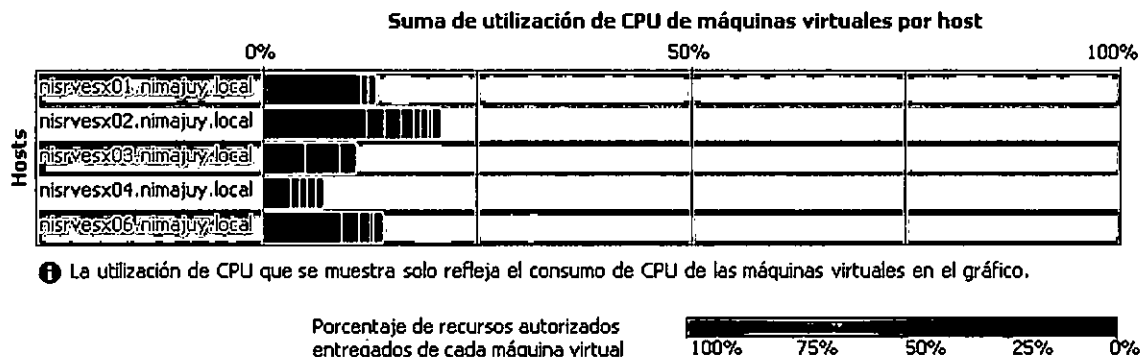 Suma de utilización de CPU de máquinas virtuales por host
0% 50% 100%
Hosts
nisrvesx01.nimajuy.local
nisrvesx02.nimajuy.local
nisrvesx03.nimajuy.local
nisrvesx04.nimajuy.local
nisrvesx06.nimajuy.local
La utilización de CPU que se muestra solo refleja el consumo de CPU de las máquinas virtuales en el gráfico.
Porcentaje de recursos autorizados
entregados de cada máquina virtual
100% 75% 50% 25% 0%